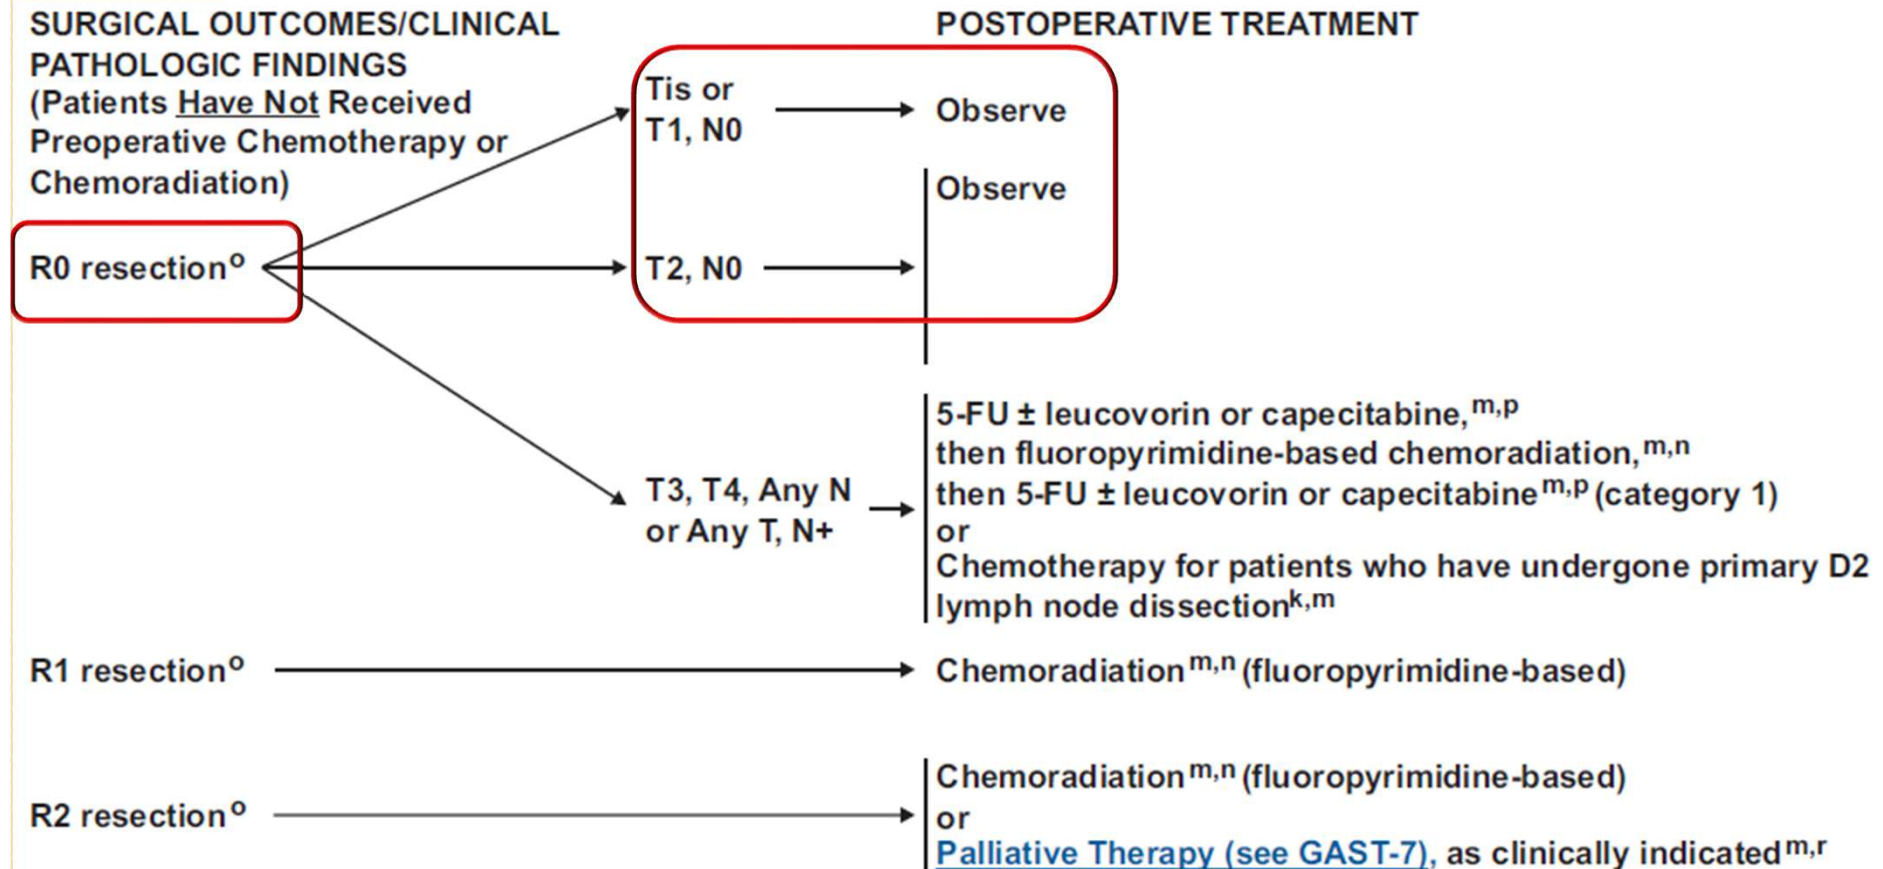 SURGICAL OUTCOMES/CLINICAL
PATHOLOGIC FINDINGS
(Patients Have Not Received
Preoperative Chemotherapy or
Chemoradiation)
POSTOPERATIVE TREATMENT
R0 resectionᵒ
Tis or
T1, N0
Observe
T2, N0
Observe
T3, T4, Any N
or Any T, N+
5-FU ± leucovorin or capecitabine,ᵐ,ᵖ
then fluoropyrimidine-based chemoradiation,ᵐ,ⁿ
then 5-FU ± leucovorin or capecitabineᵐ,ᵖ (category 1)
or
Chemotherapy for patients who have undergone primary D2
lymph node dissectionᵏ,ᵐ
R1 resectionᵒ
Chemoradiationᵐ,ⁿ (fluoropyrimidine-based)
R2 resectionᵒ
Chemoradiationᵐ,ⁿ (fluoropyrimidine-based)
or
Palliative Therapy (see GAST-7), as clinically indicatedᵐ,ʳ